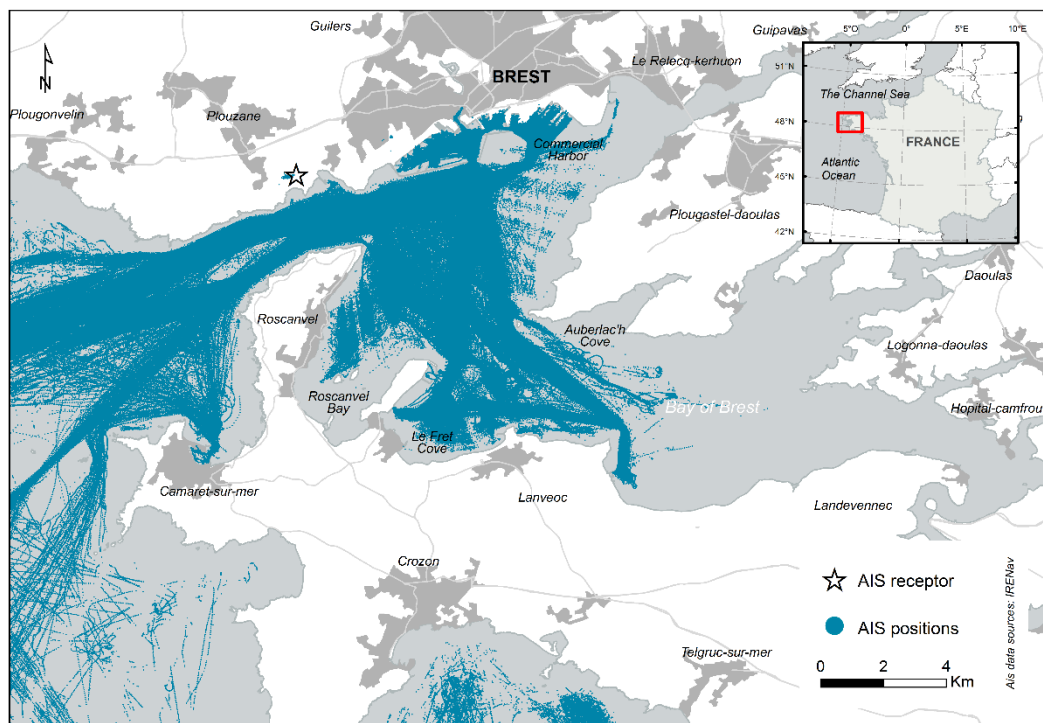 Guilers
BREST
Guipavas
Le Relecq-kerhuon
Plougonvelin
Plouzane
Commercial
Harbor
Plougastel-daoulas
5°O
0°
5°E
10°E
51°N
The Channel Sea
48°N
FRANCE
Atlantic
Ocean
45°N
42°N
Daoulas
Roscanvel
Auberlac'h
Cove
Logonna-daoulas
Roscanvel
Bay
Bay of Brest
Hopital-camfrou
Le Fret
Cove
Camaret-sur-mer
Lanveoc
Landevennec
Crozon
Telgruc-sur-mer
N
AIS receptor
AIS positions
0 2 4
Km
Ais data sources: IRENav